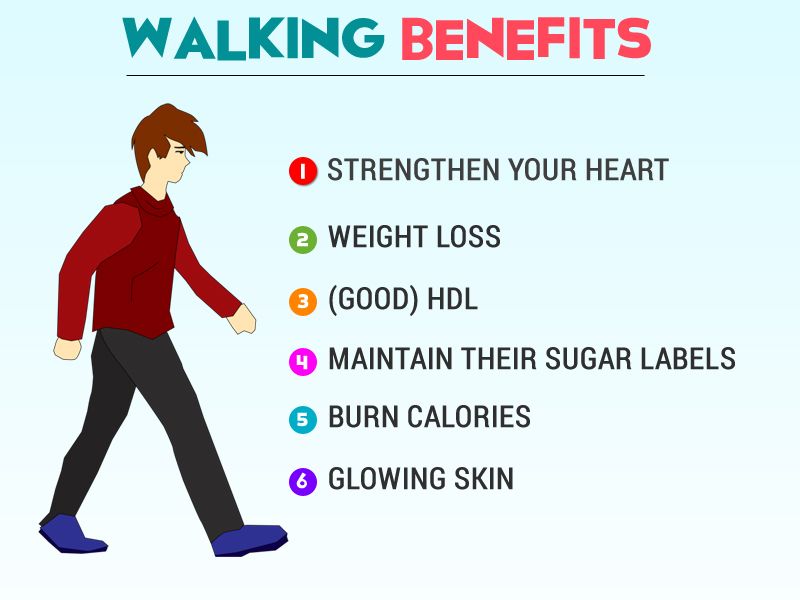 WALKING BENEFITS
1 STRENGTHEN YOUR HEART
2 WEIGHT LOSS
3 (GOOD) HDL
4 MAINTAIN THEIR SUGAR LABELS
5 BURN CALORIES
6 GLOWING SKIN